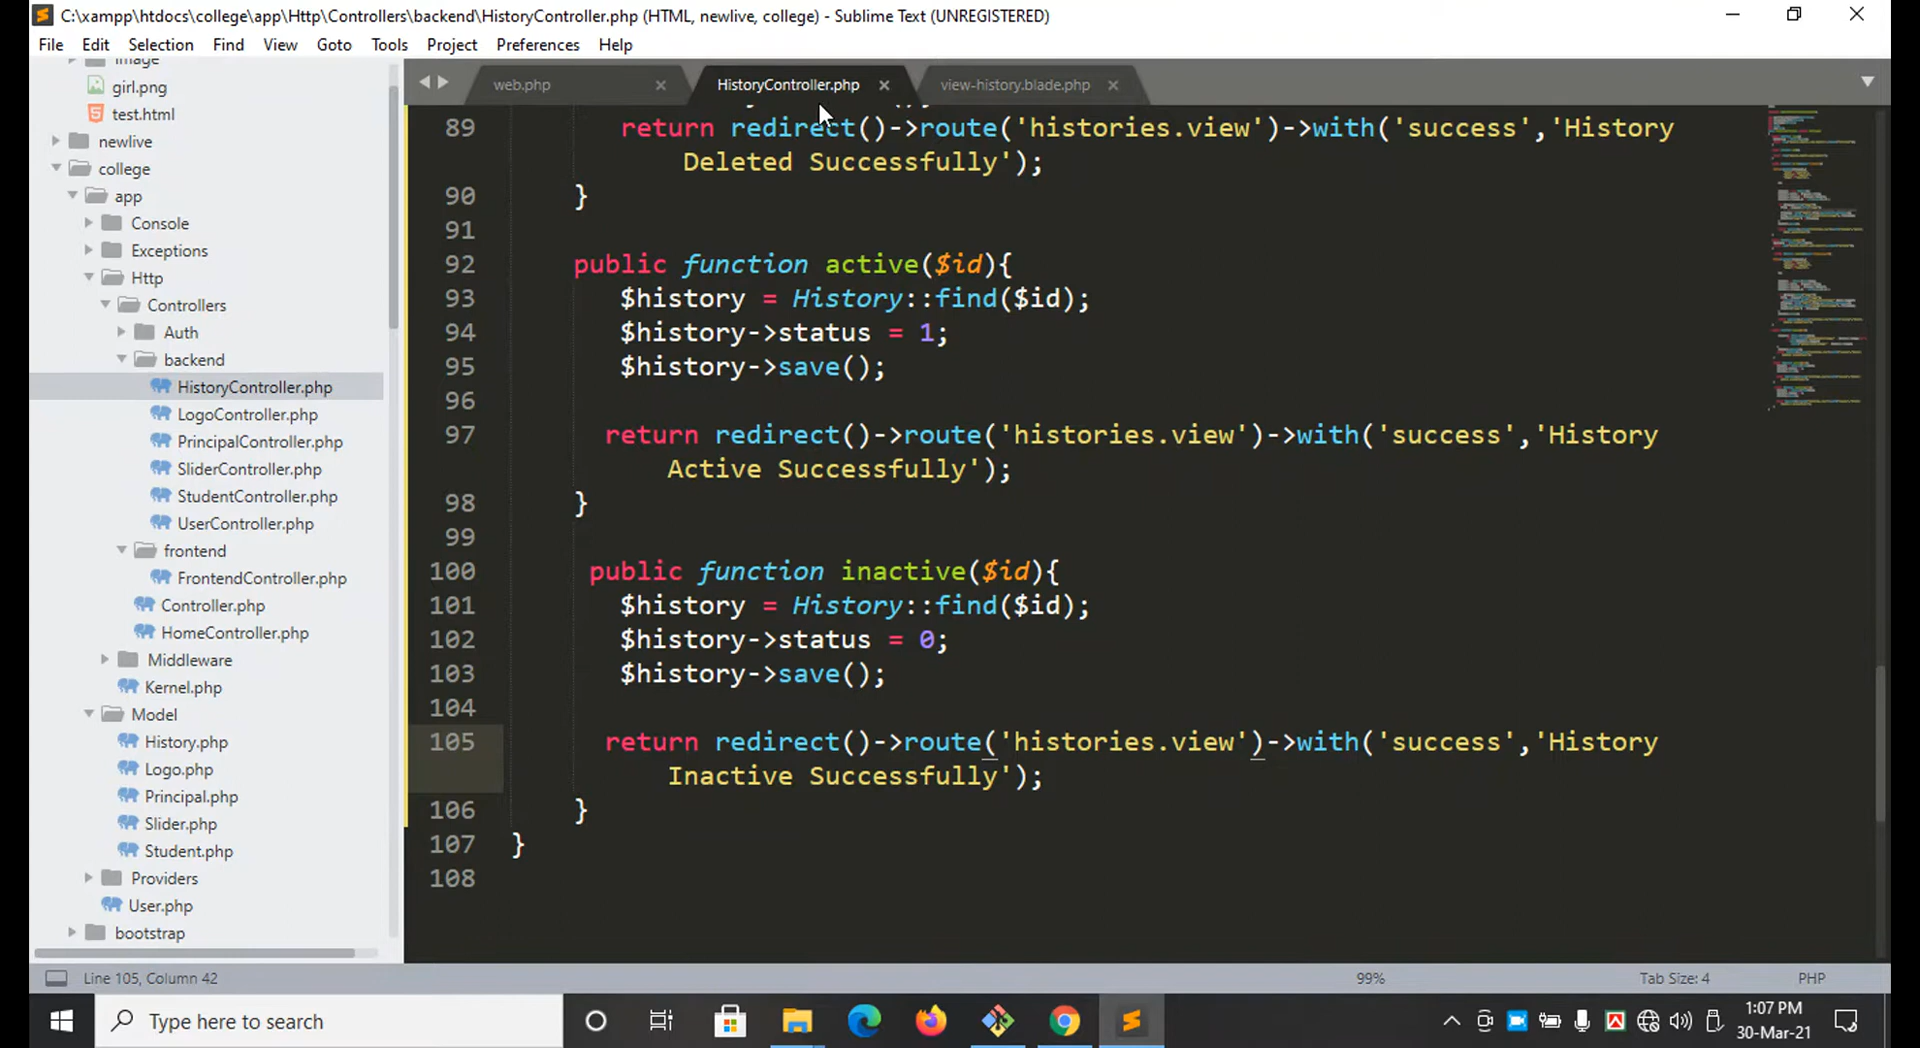 C:\xampp\htdocs\college\app\Http\Controllers\backend\HistoryController.php (HTML, newlive, college) - Sublime Text (UNREGISTERED)
File Edit Selection Find View Goto Tools Project Preferences Help
image
girl.png
test.html
newlive
college
app
Console
Exceptions
Http
Controllers
Auth
backend
HistoryController.php
LogoController.php
PrincipalController.php
SliderController.php
StudentController.php
UserController.php
frontend
FrontendController.php
Controller.php
HomeController.php
Middleware
Kernel.php
Model
History.php
Logo.php
Principal.php
Slider.php
Student.php
Providers
User.php
bootstrap
web.php HistoryController.php view-history.blade.php
89 return redirect()->route('histories.view')->with('success','History
Deleted Successfully');
90 }
91
92 public function active($id){
93 $history = History::find($id);
94 $history->status = 1;
95 $history->save();
96
97 return redirect()->route('histories.view')->with('success','History
Active Successfully');
98 }
99
100 public function inactive($id){
101 $history = History::find($id);
102 $history->status = 0;
103 $history->save();
104
105 return redirect()->route('histories.view')->with('success','History
Inactive Successfully');
106 }
107 }
108
Line 105, Column 42 99% Tab Size: 4 PHP
Type here to search
1:07 PM
30-Mar-21